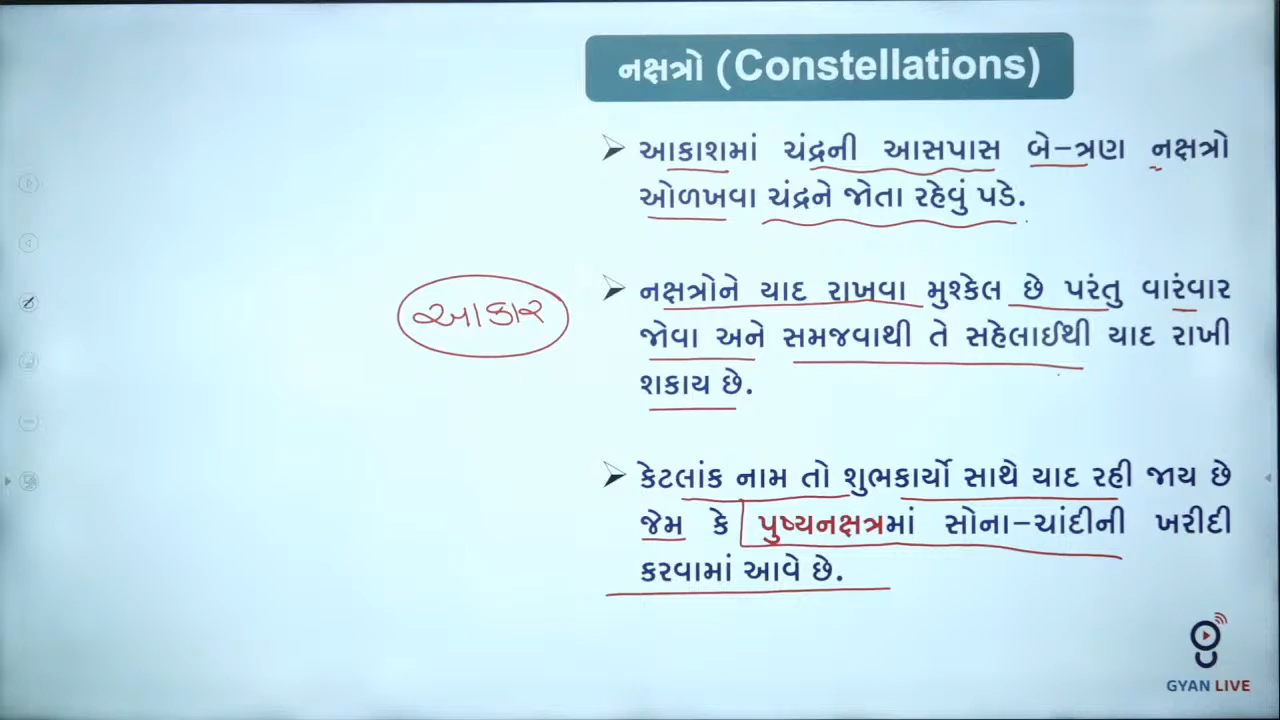 નક્ષત્રો (Constellations)
આકાશમાં ચંદ્રની આસપાસ બે-ત્રણ નક્ષત્રો
ઓળખવા ચંદ્રને જોતા રહેવું પડે.
આકાર
નક્ષત્રોને યાદ રાખવા મુશ્કેલ છે પરંતુ વારંવાર
જોવા અને સમજવાથી તે સહેલાઈથી યાદ રાખી
શકાય છે.
કેટલાંક નામ તો શુભકાર્યો સાથે યાદ રહી જાય છે
જેમ કે પુષ્યનક્ષત્રમાં સોના-ચાંદીની ખરીદી
કરવામાં આવે છે.
GYAN LIVE